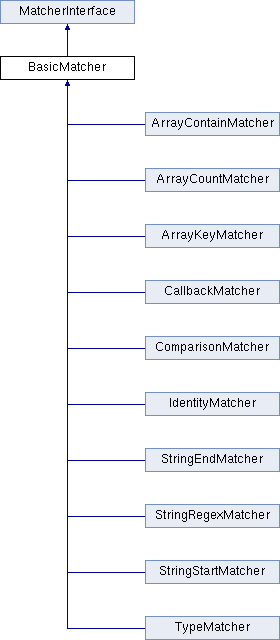 MatcherInterface
BasicMatcher
ArrayContainMatcher
ArrayCountMatcher
ArrayKeyMatcher
CallbackMatcher
ComparisonMatcher
IdentityMatcher
StringEndMatcher
StringRegexMatcher
StringStartMatcher
TypeMatcher